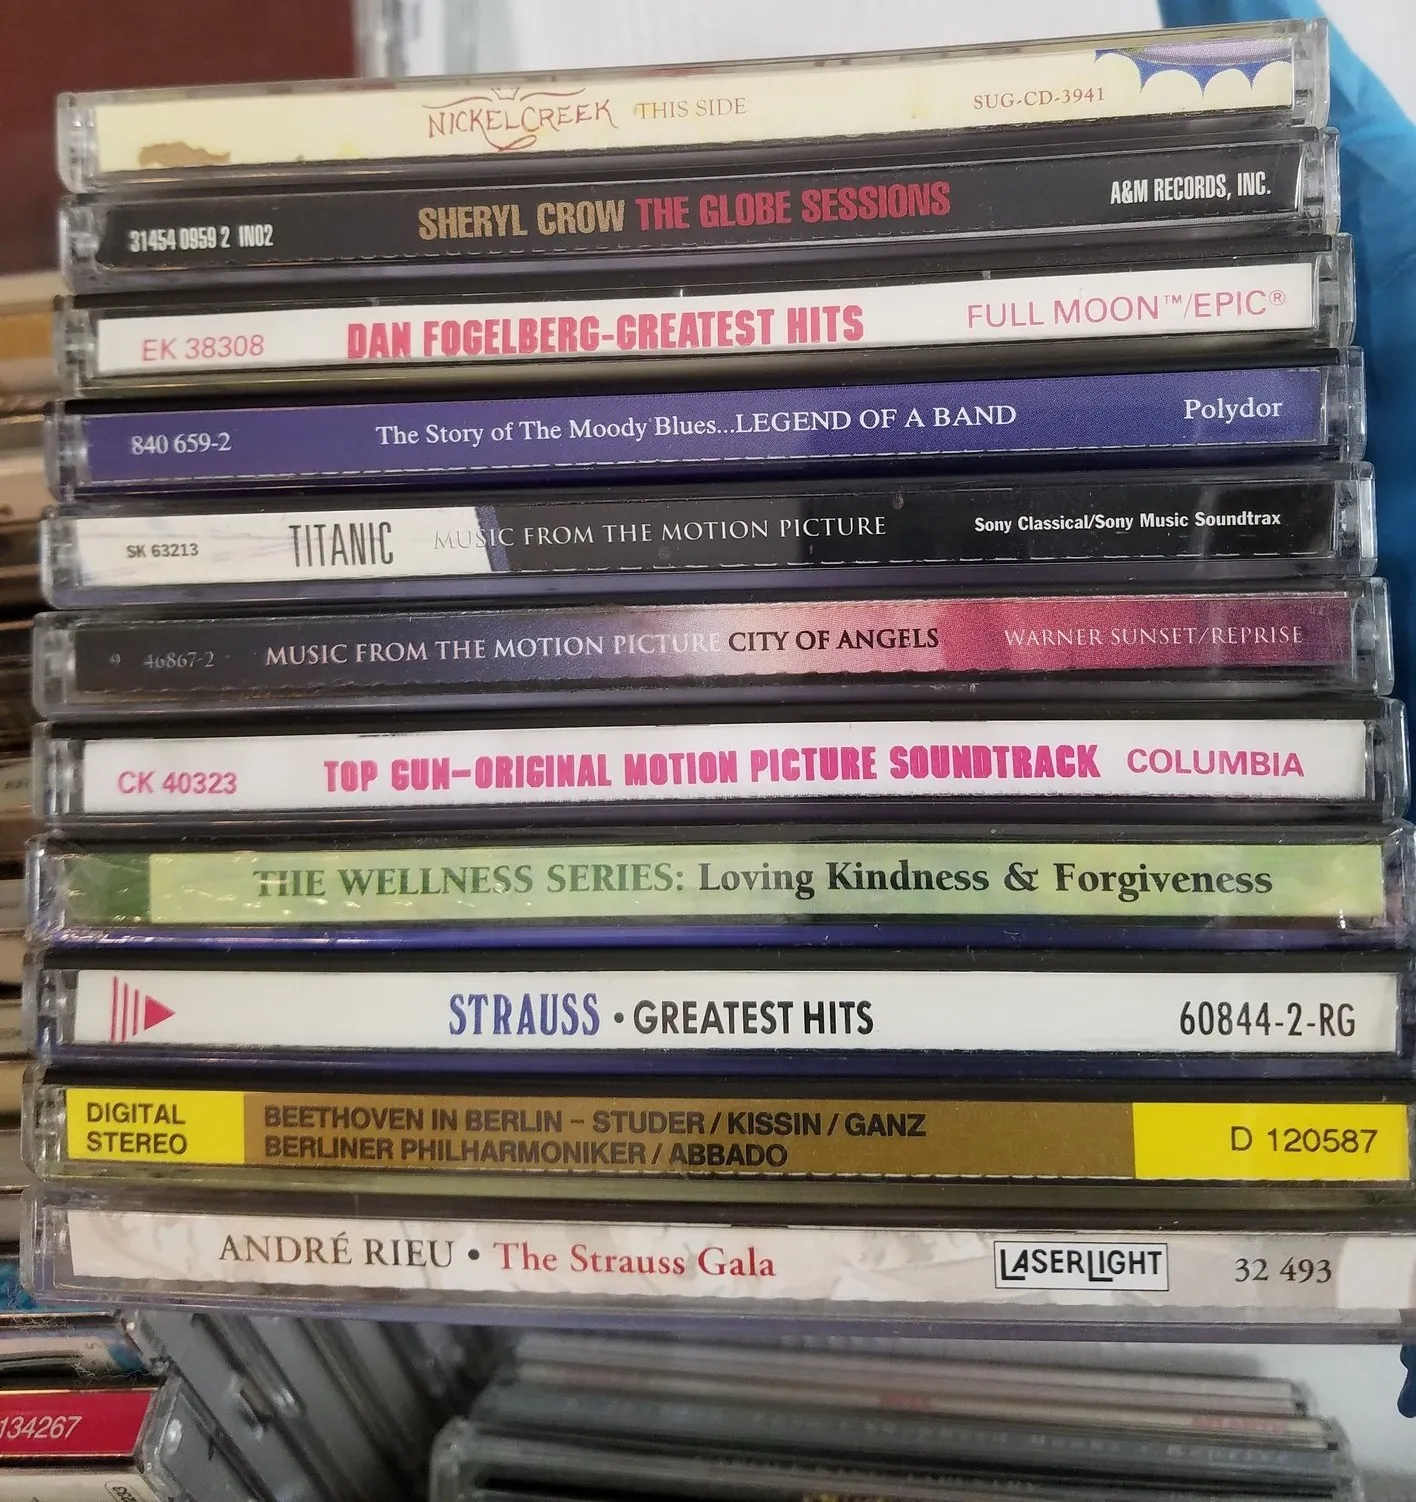 NICKEL CREEK THIS SIDE SUG-CD-3941
31454 0959 2 IN02 SHERYL CROW THE GLOBE SESSIONS A&M RECORDS, INC.
EK 38308 DAN FOGELBERG-GREATEST HITS FULL MOON™/EPIC®
840 659-2 The Story of The Moody Blues...LEGEND OF A BAND Polydor
SK 63213 TITANIC MUSIC FROM THE MOTION PICTURE Sony Classical/Sony Music Soundtrax
9 46867-2 MUSIC FROM THE MOTION PICTURE CITY OF ANGELS WARNER SUNSET/REPRISE
CK 40323 TOP GUN-ORIGINAL MOTION PICTURE SOUNDTRACK COLUMBIA
THE WELLNESS SERIES: Loving Kindness & Forgiveness
STRAUSS • GREATEST HITS 60844-2-RG
DIGITAL STEREO
BEETHOVEN IN BERLIN – STUDER / KISSIN / GANZ
BERLINER PHILHARMONIKER / ABBADO
D 120587
ANDRÉ RIEU • The Strauss Gala LASERLIGHT 32 493
134267